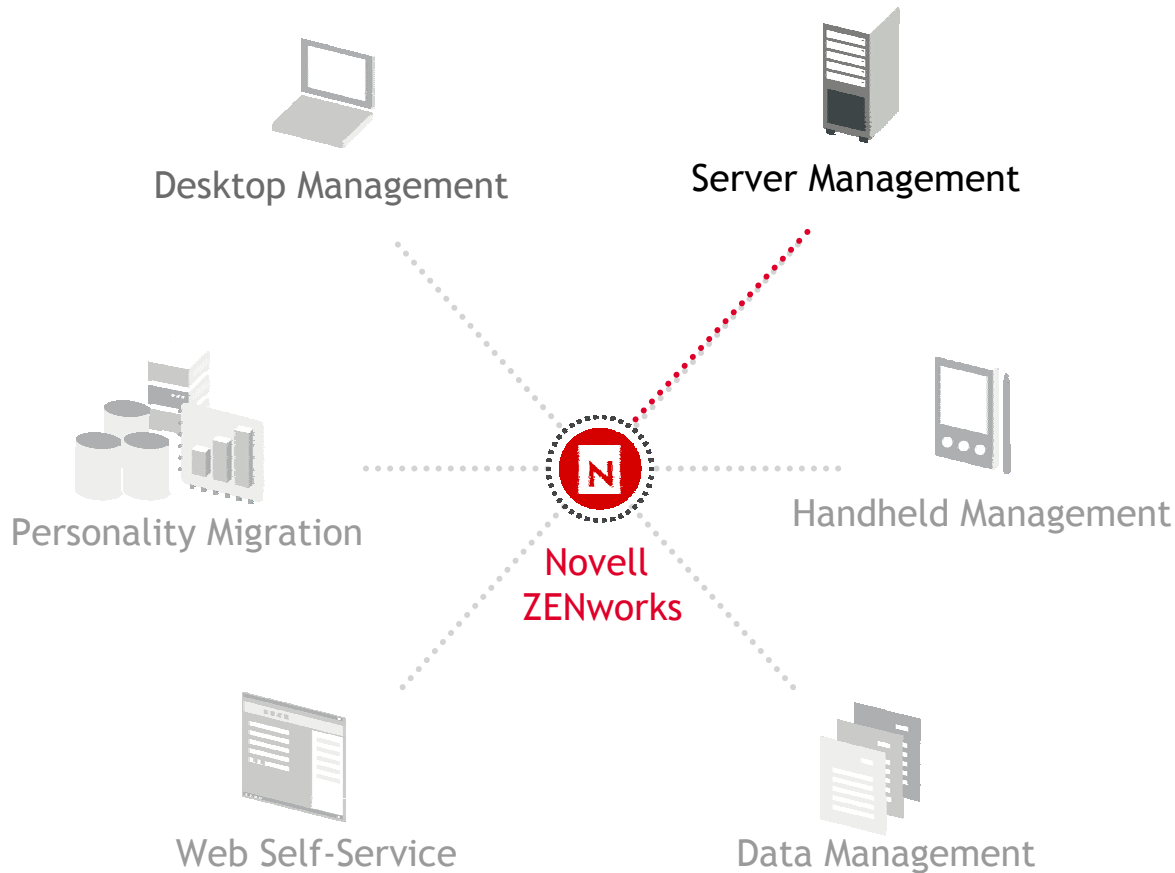 Desktop Management
Server Management
Personality Migration
Handheld Management
N
Novell
ZENworks
Web Self-Service
Data Management